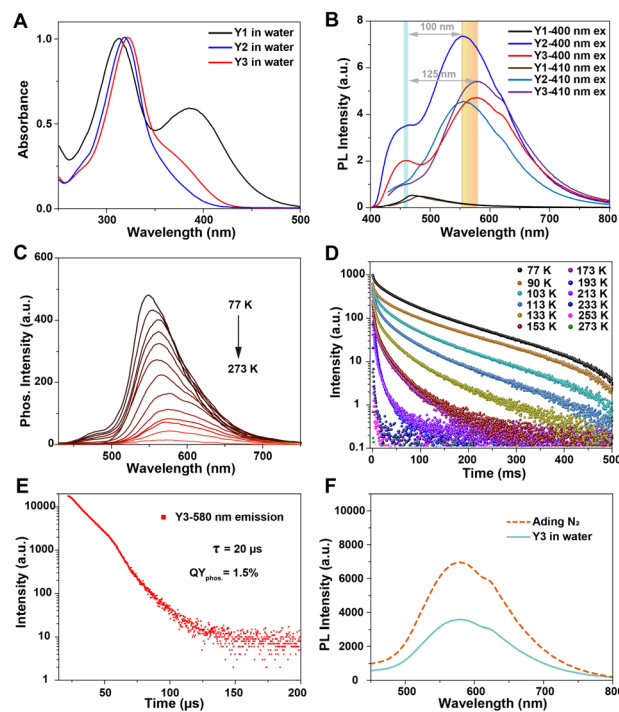 A
Y1 in water
Y2 in water
Y3 in water
Absorbance
1.0
0.5
0.0
300 400 500
Wavelength (nm)
B
100 nm
125 nm
Y1-400 nm ex
Y2-400 nm ex
Y3-400 nm ex
Y1-410 nm ex
Y2-410 nm ex
Y3-410 nm ex
PL Intensity (a.u.)
8
6
4
2
0
400 500 600 700 800
Wavelength (nm)
C
77 K
273 K
Phos. Intensity (a.u.)
600
400
200
0
500 600 700
Wavelength (nm)
D
77 K 173 K
90 K 193 K
103 K 213 K
113 K 233 K
133 K 253 K
153 K 273 K
Intensity (a.u.)
1000
100
10
1
0.1
0 100 200 300 400 500
Time (ms)
E
Y3-580 nm emission
τ = 20 μs
QYphos. = 1.5%
Intensity (a.u.)
10000
1000
100
10
1
50 100 150 200
Time (μs)
F
Ading N₂
Y3 in water
PL Intensity (a.u.)
10000
8000
6000
4000
2000
0
500 600 700 800
Wavelength (nm)